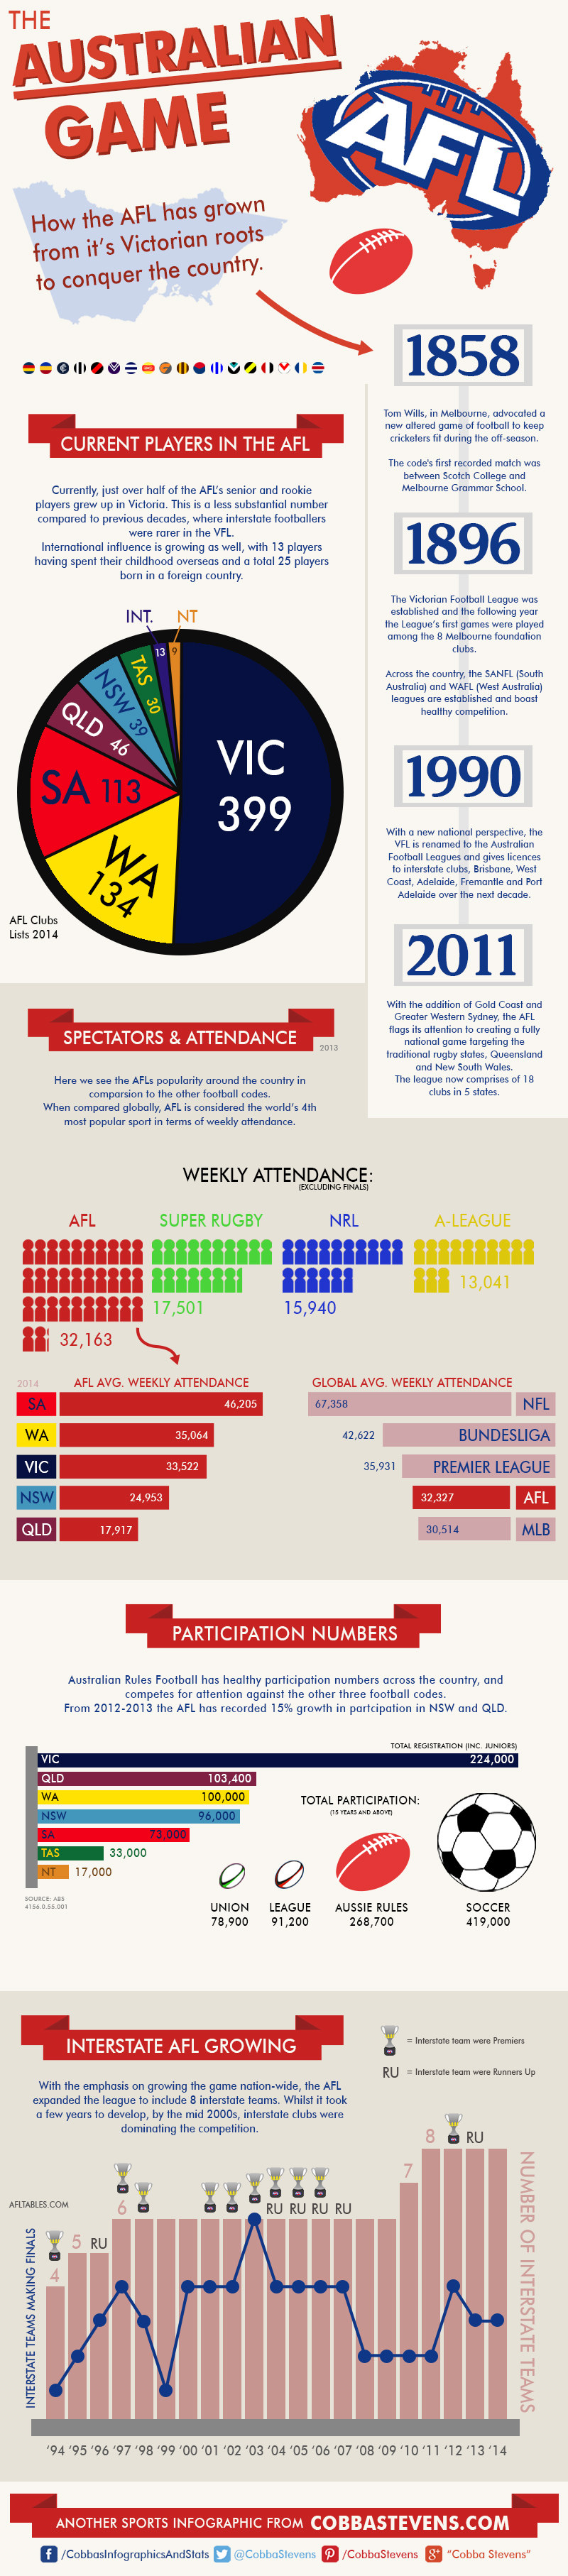 THE
AUSTRALIAN
GAME
AFL
How the AFL has grown
from it's Victorian roots
to conquer the country.
1858
Tom Wills, in Melbourne, advocated a
new altered game of football to keep
cricketers fit during the off-season.
The code's first recorded match was
between Scotch College and
Melbourne Grammar School.
1896
The Victorian Football League was
established and the following year
the League's first games were played
among the 8 Melbourne foundation
clubs.
Across the country, the SANFL (South
Australia) and WAFL (West Australia)
leagues are established and boast
healthy competition.
1990
With a new national perspective, the
VFL is renamed to the Australian
Football Leagues and gives licences
to interstate clubs, Brisbane, West
Coast, Adelaide, Fremantle and Port
Adelaide over the next decade.
2011
With the addition of Gold Coast and
Greater Western Sydney, the AFL
flags its attention to creating a fully
national game targeting the
traditional rugby states, Queensland
and New South Wales.
The league now comprises of 18
clubs in 5 states.
CURRENT PLAYERS IN THE AFL
Currently, just over half of the AFL's senior and rookie
players grew up in Victoria. This is a less substantial number
compared to previous decades, where interstate footballers
were rarer in the VFL.
International influence is growing as well, with 13 players
having spent their childhood overseas and a total 25 players
born in a foreign country.
INT. NT
13 9
TAS 30
NSW 39
QLD 46
SA 113
WA 134
VIC
399
AFL Clubs
Lists 2014
SPECTATORS & ATTENDANCE
2013
Here we see the AFLs popularity around the country in
comparsion to the other football codes.
When compared globally, AFL is considered the world's 4th
most popular sport in terms of weekly attendance.
WEEKLY ATTENDANCE:
(EXCLUDING FINALS)
AFL SUPER RUGBY NRL A-LEAGUE
13,041
17,501 15,940
32,163
2014 AFL AVG. WEEKLY ATTENDANCE
SA 46,205
WA 35,064
VIC 33,522
NSW 24,953
QLD 17,917
GLOBAL AVG. WEEKLY ATTENDANCE
67,358 NFL
42,622 BUNDESLIGA
35,931 PREMIER LEAGUE
32,327 AFL
30,514 MLB
PARTICIPATION NUMBERS
Australian Rules Football has healthy participation numbers across the country, and
competes for attention against the other three football codes.
From 2012-2013 the AFL has recorded 15% growth in partcipation in NSW and QLD.
TOTAL REGISTRATION (INC. JUNIORS)
VIC 224,000
QLD 103,400
WA 100,000
NSW 96,000
SA 73,000
TAS 33,000
NT 17,000
SOURCE: ABS
4156.0.55.001
TOTAL PARTICIPATION:
(15 YEARS AND ABOVE)
UNION LEAGUE AUSSIE RULES SOCCER
78,900 91,200 268,700 419,000
INTERSTATE AFL GROWING
With the emphasis on growing the game nation-wide, the AFL
expanded the league to include 8 interstate teams. Whilst it took
a few years to develop, by the mid 2000s, interstate clubs were
dominating the competition.
= Interstate team were Premiers
RU = Interstate team were Runners Up
AFLTABLES.COM
INTERSTATE TEAMS MAKING FINALS
4 5 RU 6 RU RU RU RU 7 8 RU
NUMBER OF INTERSTATE TEAMS
'94 '95 '96 '97 '98 '99 '00 '01 '02 '03 '04 '05 '06 '07 '08 '09 '10 '11 '12 '13 '14
ANOTHER SPORTS INFOGRAPHIC FROM COBBASTEVENS.COM
f /CobbasInfographicsAndStats @CobbaStevens /CobbaStevens g+ "Cobba Stevens"